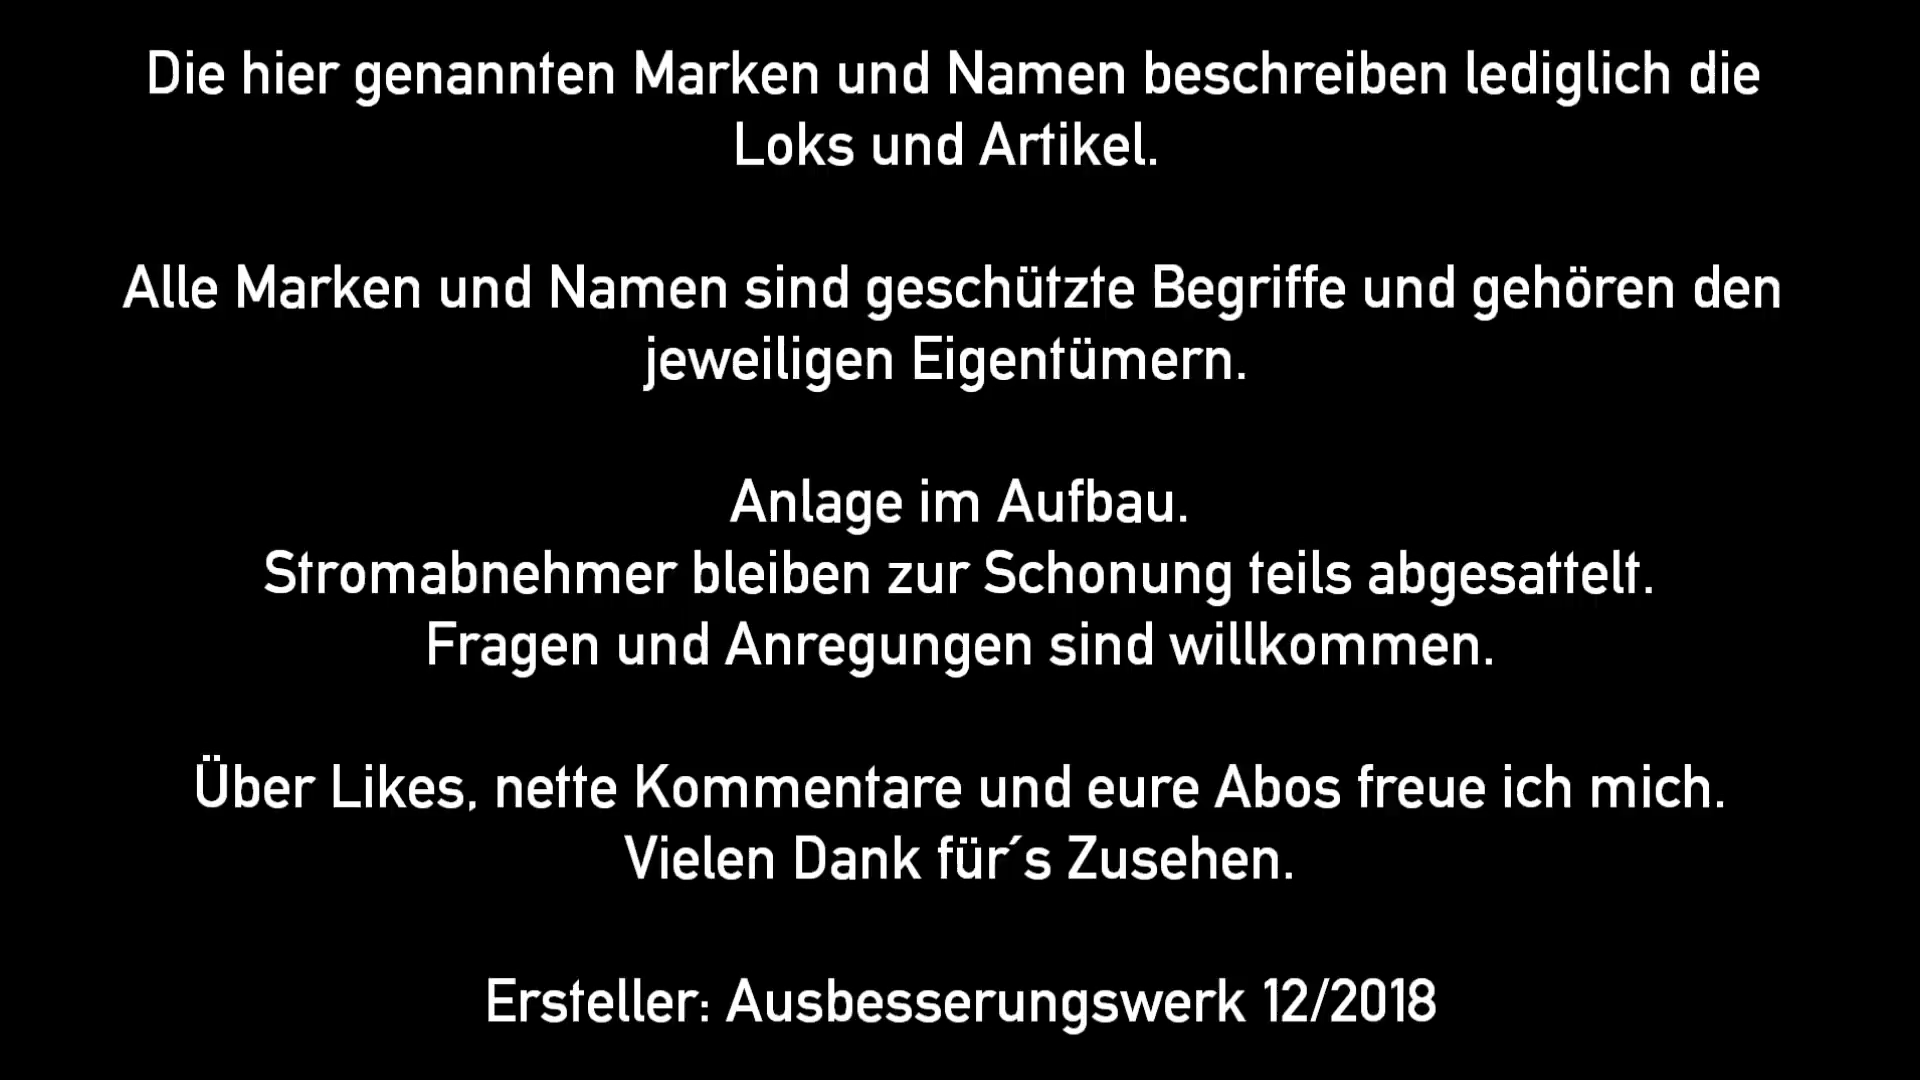 Die hier genannten Marken und Namen beschreiben lediglich die
Loks und Artikel.
Alle Marken und Namen sind geschützte Begriffe und gehören den
jeweiligen Eigentümern.
Anlage im Aufbau.
Stromabnehmer bleiben zur Schonung teils abgesattelt.
Fragen und Anregungen sind willkommen.
Über Likes, nette Kommentare und eure Abos freue ich mich.
Vielen Dank für´s Zusehen.
Ersteller: Ausbesserungswerk 12/2018